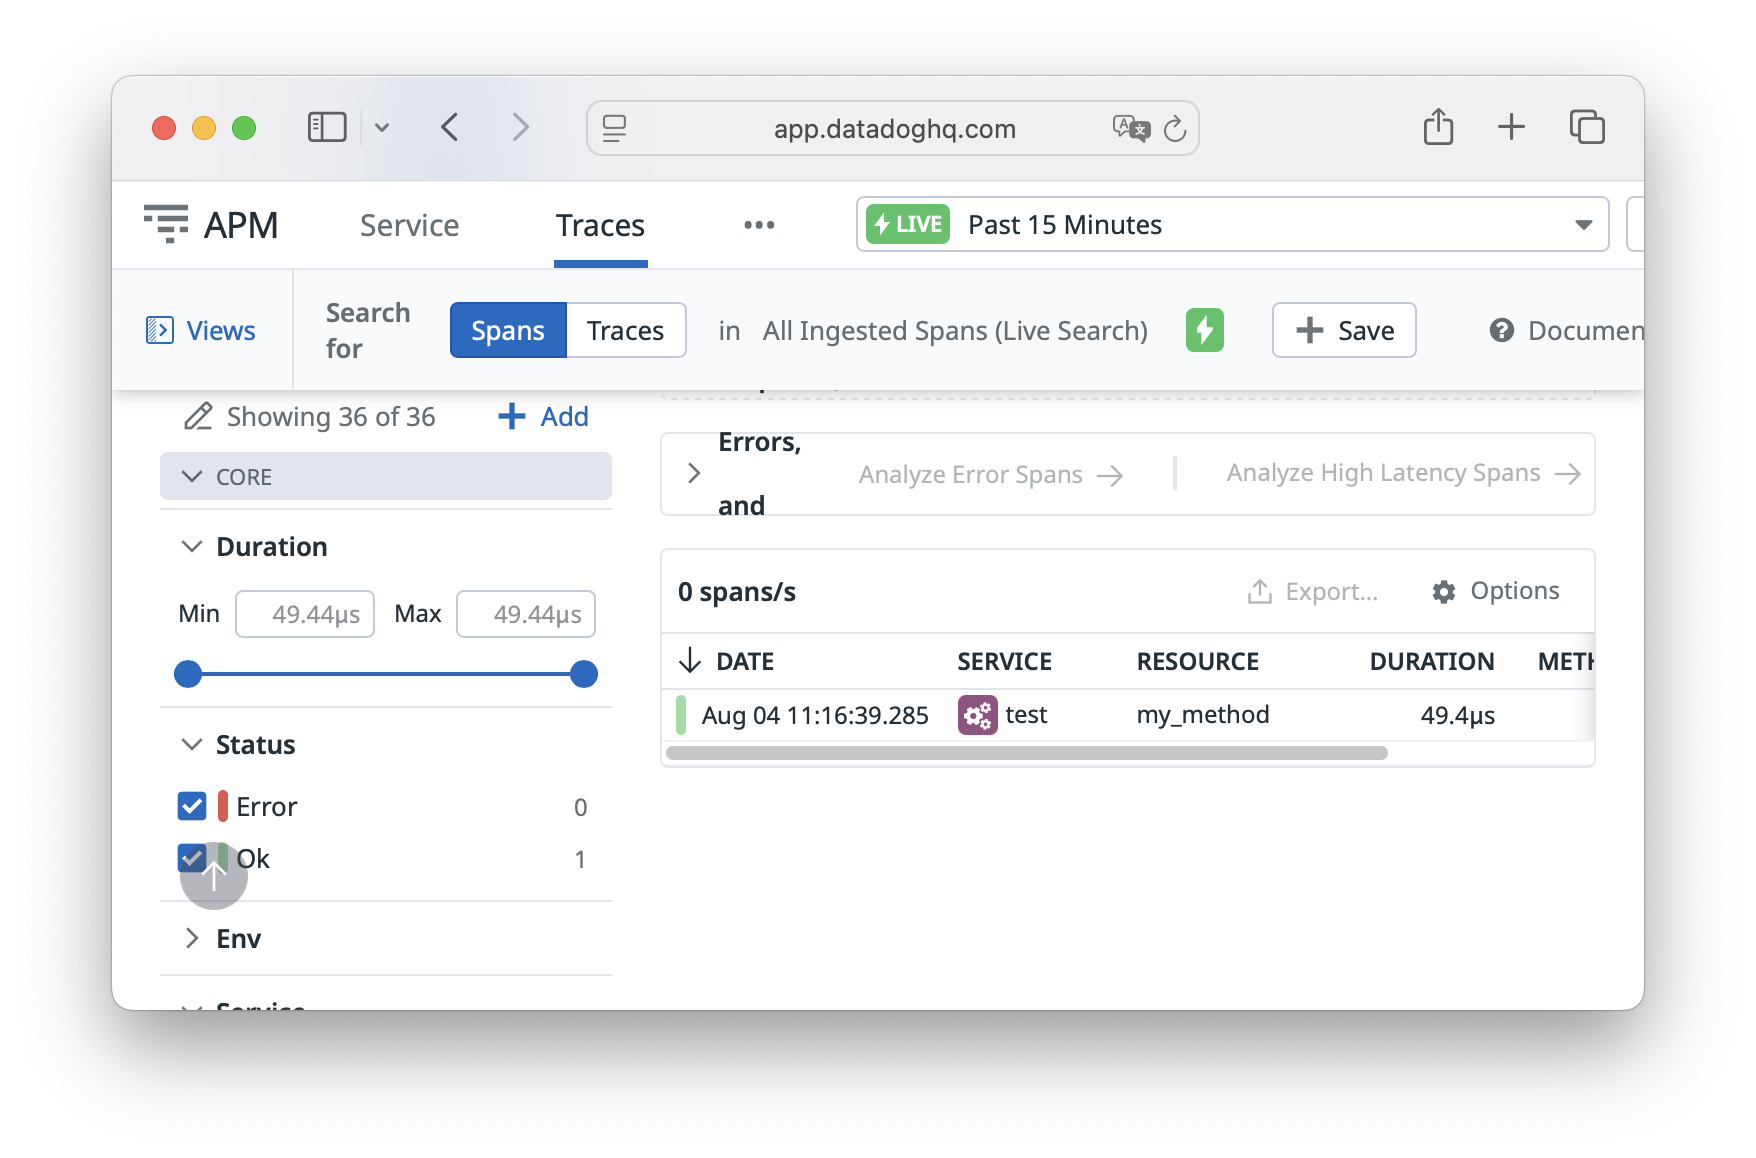 app.datadoghq.com
APM Service Traces LIVE Past 15 Minutes
Views Search for Spans Traces in All Ingested Spans (Live Search) Save Documen
Showing 36 of 36 Add
CORE
Duration
Min 49.44µs Max 49.44µs
Status
Error 0
Ok 1
Env
Service
Errors,
and
Analyze Error Spans Analyze High Latency Spans
0 spans/s Export... Options
DATE SERVICE RESOURCE DURATION METH
Aug 04 11:16:39.285 test my_method 49.4µs